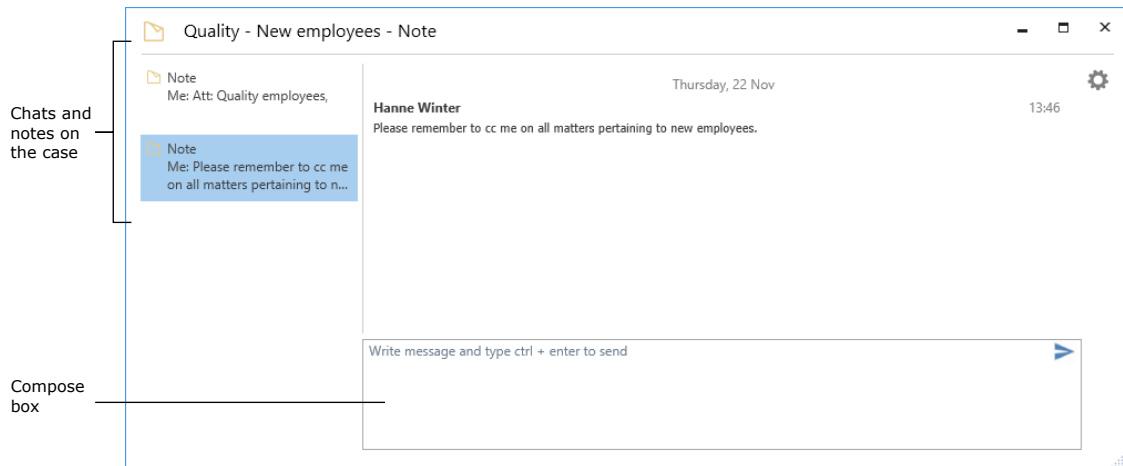 Quality - New employees - Note
Chats and
notes on
the case
Note
Me: Att: Quality employees,
Note
Me: Please remember to cc me
on all matters pertaining to n...
Thursday, 22 Nov
Hanne Winter 13:46
Please remember to cc me on all matters pertaining to new employees.
Write message and type ctrl + enter to send
Compose
box